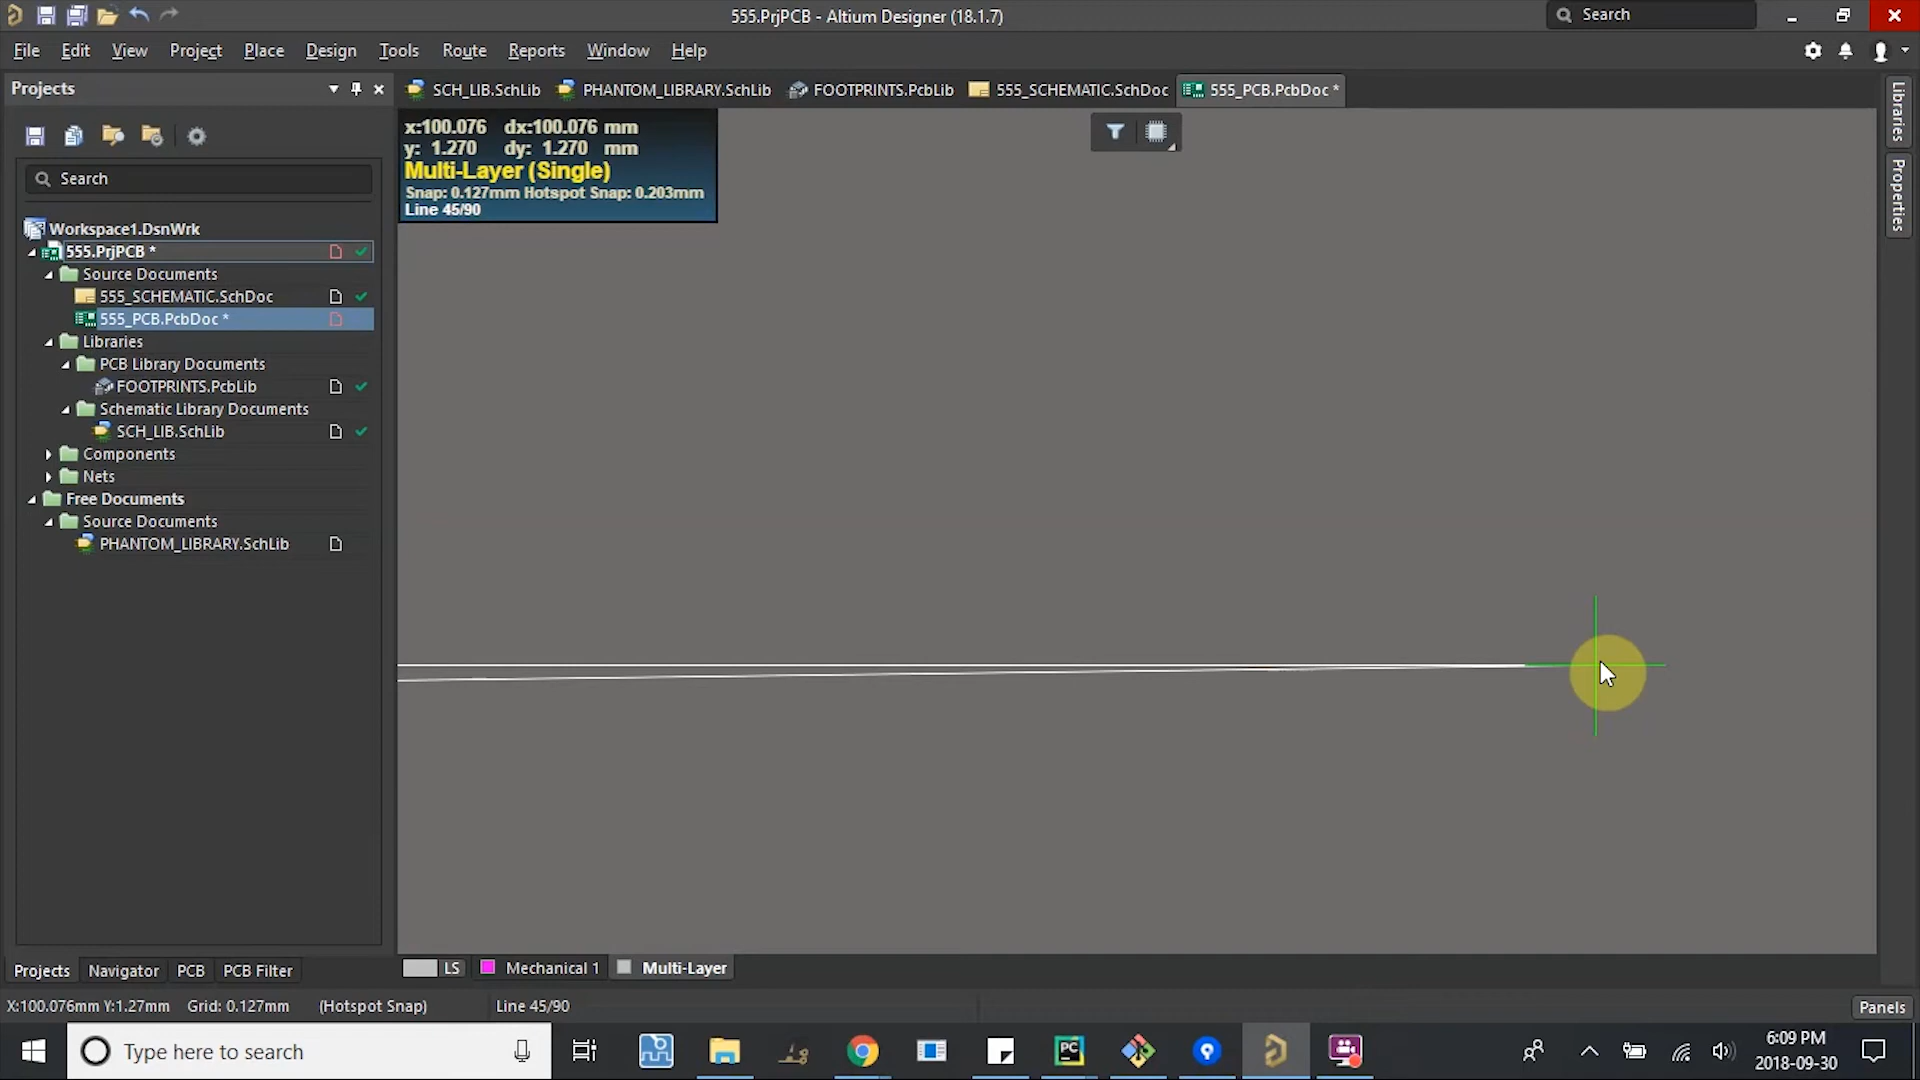 555.PrjPCB - Altium Designer (18.1.7)
Search
File Edit View Project Place Design Tools Route Reports Window Help
Projects
SCH_LIB.SchLib PHANTOM_LIBRARY.SchLib FOOTPRINTS.PcbLib 555_SCHEMATIC.SchDoc 555_PCB.PcbDoc *
Libraries
Properties
x:100.076 dx:100.076 mm
y: 1.270 dy: 1.270 mm
Multi-Layer (Single)
Snap: 0.127mm Hotspot Snap: 0.203mm
Line 45/90
Search
Workspace1.DsnWrk
555.PrjPCB *
Source Documents
555_SCHEMATIC.SchDoc
555_PCB.PcbDoc *
Libraries
PCB Library Documents
FOOTPRINTS.PcbLib
Schematic Library Documents
SCH_LIB.SchLib
Components
Nets
Free Documents
Source Documents
PHANTOM_LIBRARY.SchLib
Projects Navigator PCB PCB Filter
LS Mechanical 1 Multi-Layer
X:100.076mm Y:1.27mm Grid: 0.127mm (Hotspot Snap) Line 45/90
Panels
Type here to search
PC
6:09 PM
2018-09-30